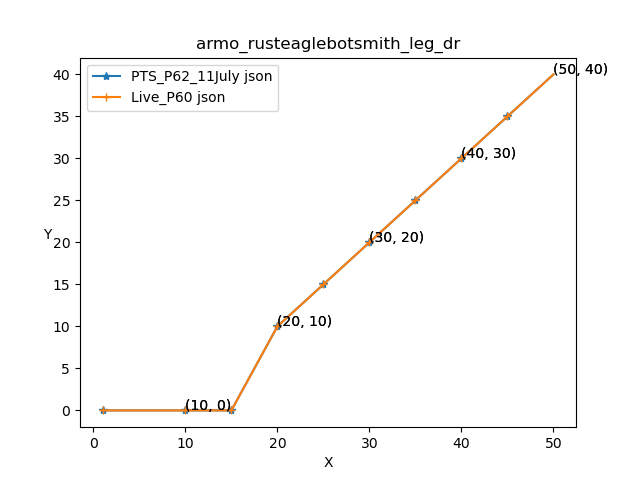 armo_rusteaglebotsmith_leg_dr
PTS_P62_11July json
Live_P60 json
(50, 40)
(40, 30)
(30, 20)
(20, 10)
(10, 0)
Y
40
35
30
25
20
15
10
5
0
0 10 20 30 40 50
X